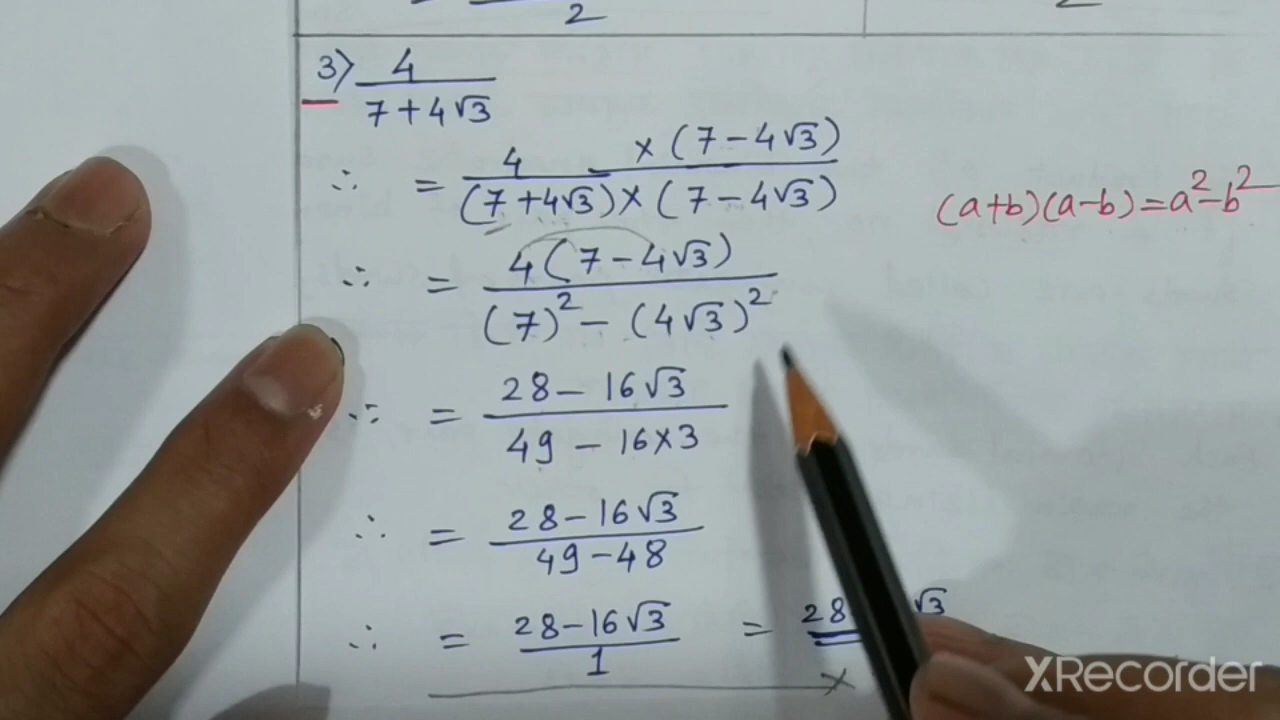 2
3) 4
7+4√3
∴ = 4 × (7-4√3)
(7+4√3)×(7-4√3)
(a+b)(a-b)=a²-b²
∴ = 4(7-4√3)
(7)² - (4√3)²
∴ = 28-16√3
49-16×3
∴ = 28-16√3
49-48
∴ = 28-16√3 = 28 √3
1
×
XRecorder